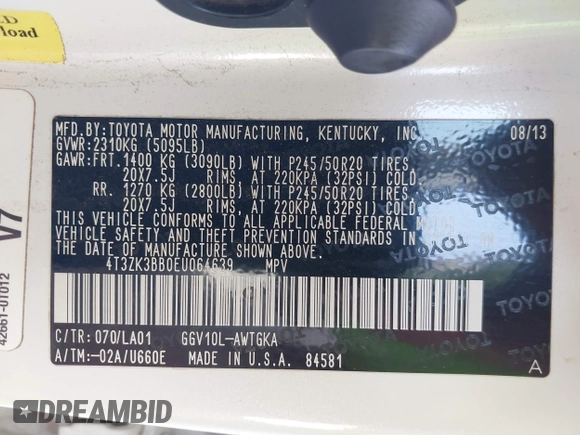 LD
load
V7
42661-0T012
MFD.BY:TOYOTA MOTOR MANUFACTURING, KENTUCKY, INC. 08/13
GVWR:2310KG (5095LB)
GAWR:FRT.1400 KG (3090LB) WITH P245/50R20 TIRES
20X7.5J RIMS, AT 220KPA (32PSI) COLD
RR. 1270 KG (2800LB) WITH P245/50R20 TIRES
20X7.5J RIMS, AT 220KPA (32PSI) COLD
THIS VEHICLE CONFORMS TO ALL APPLICABLE FEDERAL MOTOR
VEHICLE SAFETY AND THEFT PREVENTION STANDARDS IN
EFFECT ON THE DATE OF MANUFACTURE SHOWN ABOVE.
4T3ZK3BB0EU064639 MPV
C/TR: 070/LA01 GGV10L-AWTGKA
A/TM:-02A/U660E MADE IN U.S.A. 84581 A
DREAMBID